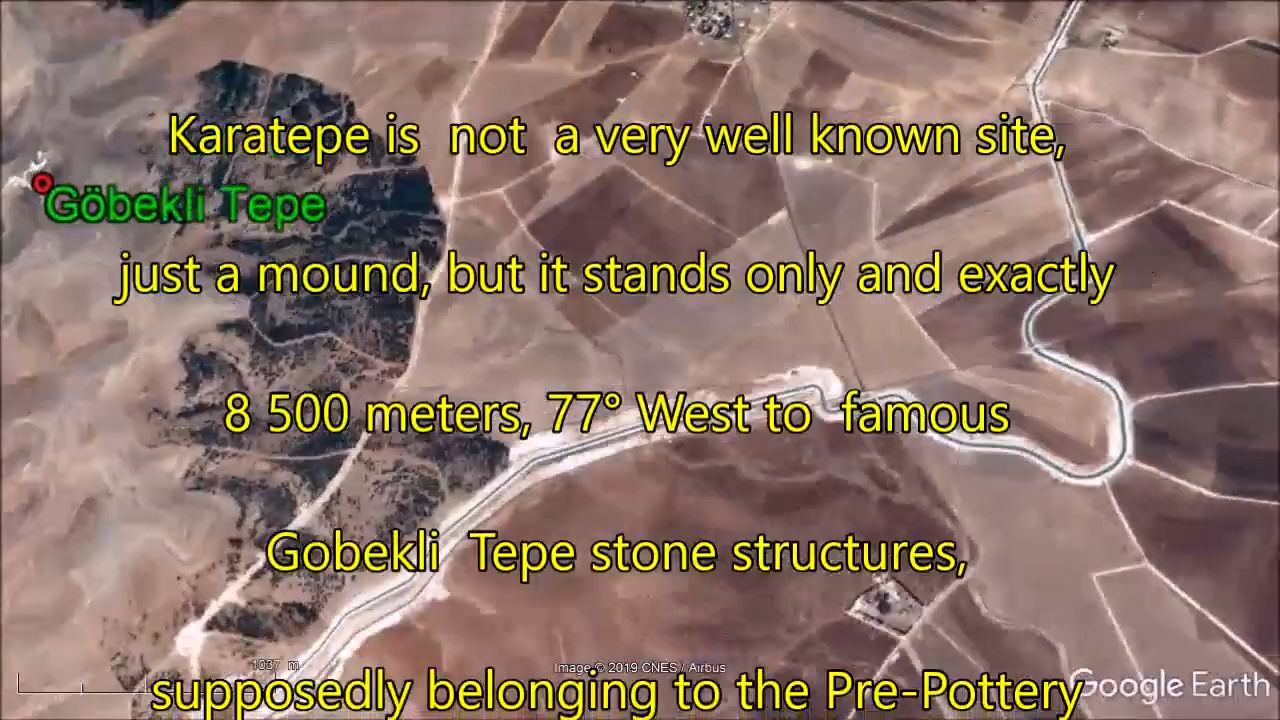 Karatepe is not a very well known site,
Göbekli Tepe
just a mound, but it stands only and exactly
8 500 meters, 77° West to famous
Gobekli Tepe stone structures,
1037 m
Image © 2019 CNES / Airbus
supposedly belonging to the Pre-Pottery
Google Earth